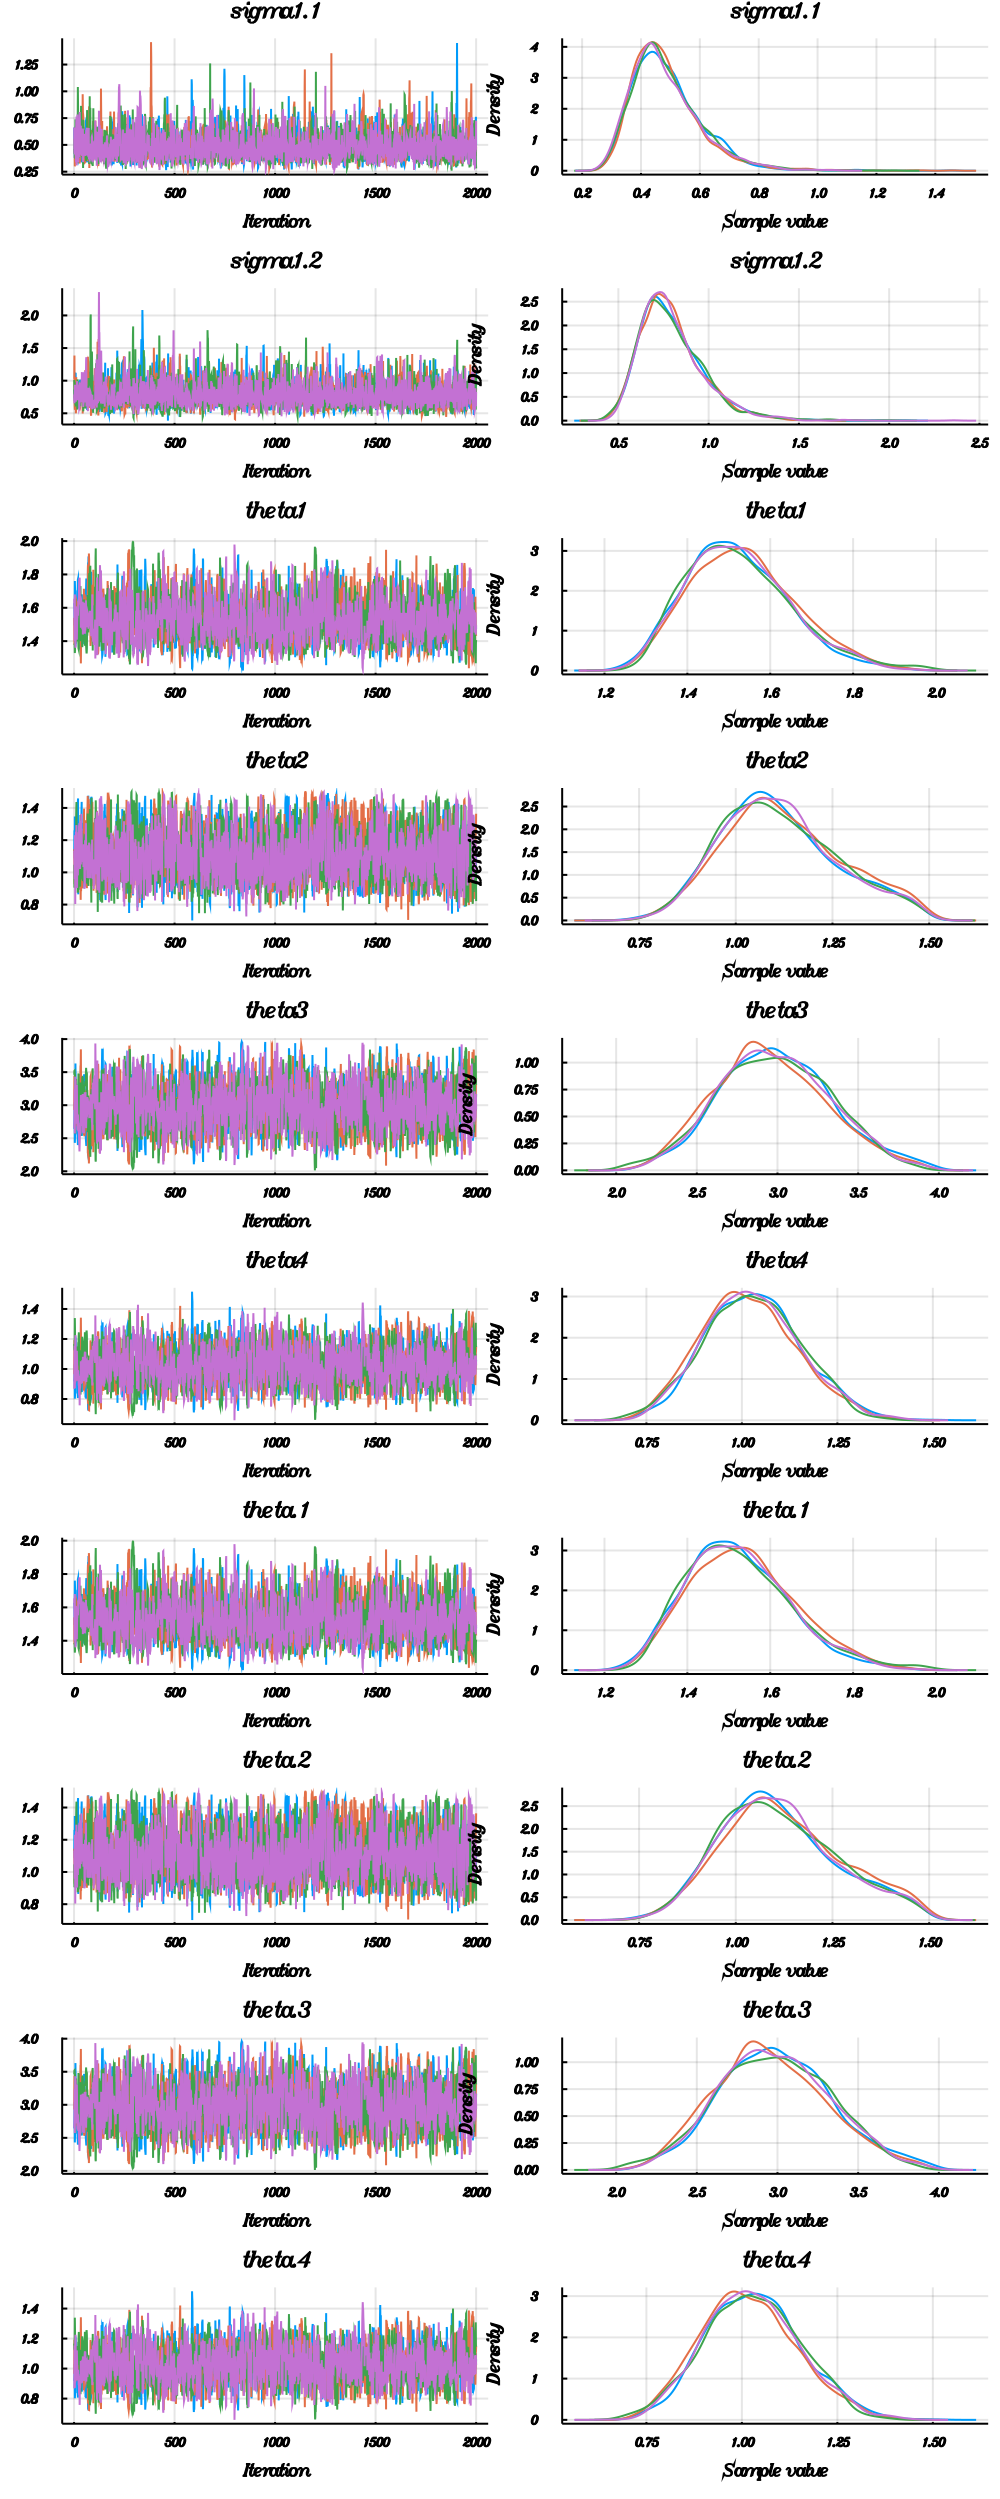 sigma1.1 sigma1.1
1.25
1.00
0.75
0.50
0.25
0 500 1000 1500 2000
Iteration
Density
4
3
2
1
0
0.2 0.4 0.6 0.8 1.0 1.2 1.4
Sample value
sigma1.2 sigma1.2
2.0
1.5
1.0
0.5
0 500 1000 1500 2000
Iteration
Density
2.5
2.0
1.5
1.0
0.5
0.0
0.5 1.0 1.5 2.0 2.5
Sample value
theta1 theta1
2.0
1.8
1.6
1.4
0 500 1000 1500 2000
Iteration
Density
3
2
1
0
1.2 1.4 1.6 1.8 2.0
Sample value
theta2 theta2
1.4
1.2
1.0
0.8
0 500 1000 1500 2000
Iteration
Density
2.5
2.0
1.5
1.0
0.5
0.0
0.75 1.00 1.25 1.50
Sample value
theta3 theta3
4.0
3.5
3.0
2.5
2.0
0 500 1000 1500 2000
Iteration
Density
1.00
0.75
0.50
0.25
0.00
2.0 2.5 3.0 3.5 4.0
Sample value
theta4 theta4
1.4
1.2
1.0
0.8
0 500 1000 1500 2000
Iteration
Density
3
2
1
0
0.75 1.00 1.25 1.50
Sample value
theta.1 theta.1
2.0
1.8
1.6
1.4
0 500 1000 1500 2000
Iteration
Density
3
2
1
0
1.2 1.4 1.6 1.8 2.0
Sample value
theta.2 theta.2
1.4
1.2
1.0
0.8
0 500 1000 1500 2000
Iteration
Density
2.5
2.0
1.5
1.0
0.5
0.0
0.75 1.00 1.25 1.50
Sample value
theta.3 theta.3
4.0
3.5
3.0
2.5
2.0
0 500 1000 1500 2000
Iteration
Density
1.00
0.75
0.50
0.25
0.00
2.0 2.5 3.0 3.5 4.0
Sample value
theta.4 theta.4
1.4
1.2
1.0
0.8
0 500 1000 1500 2000
Iteration
Density
3
2
1
0
0.75 1.00 1.25 1.50
Sample value